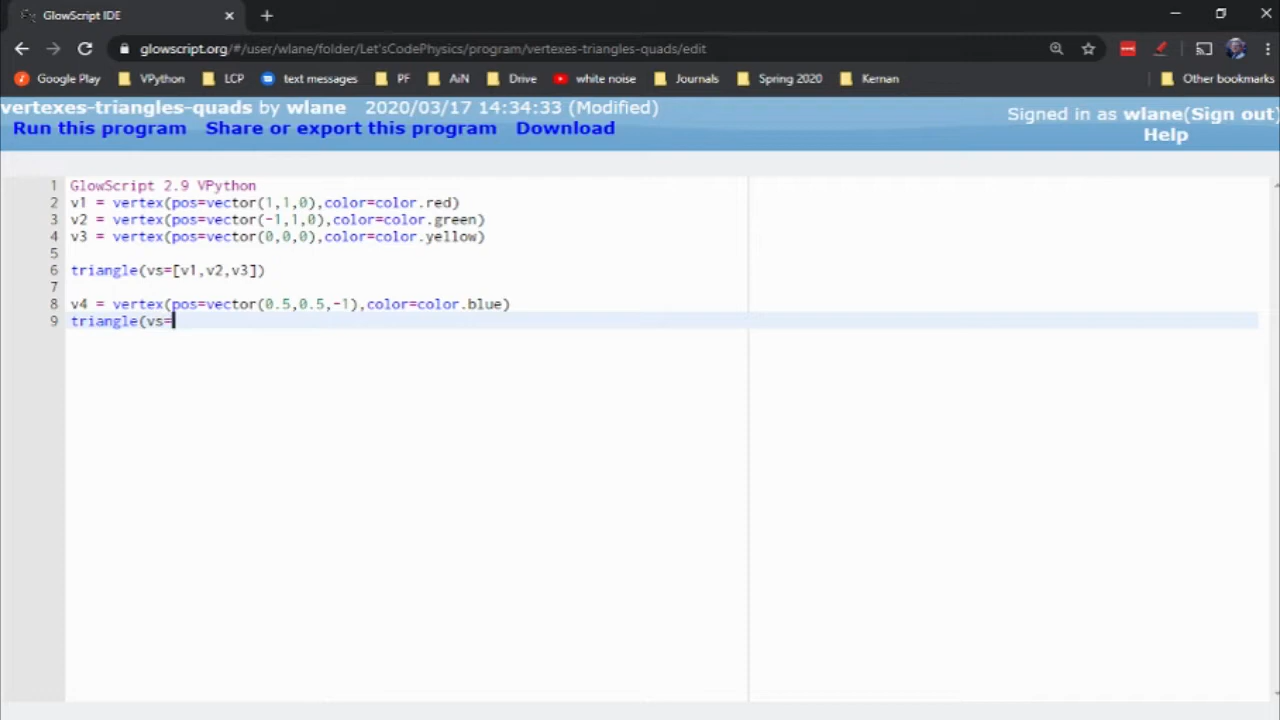 GlowScript IDE
glowscript.org/#/user/wlane/folder/Let'sCodePhysics/program/vertexes-triangles-quads/edit
Google Play VPython LCP text messages PF AiN Drive white noise Journals Spring 2020 Kernan Other bookmarks
vertexes-triangles-quads by wlane 2020/03/17 14:34:33 (Modified)
Signed in as wlane(Sign out)
Run this program Share or export this program Download
Help
1 GlowScript 2.9 VPython
2 v1 = vertex(pos=vector(1,1,0),color=color.red)
3 v2 = vertex(pos=vector(-1,1,0),color=color.green)
4 v3 = vertex(pos=vector(0,0,0),color=color.yellow)
5
6 triangle(vs=[v1,v2,v3])
7
8 v4 = vertex(pos=vector(0.5,0.5,-1),color=color.blue)
9 triangle(vs=